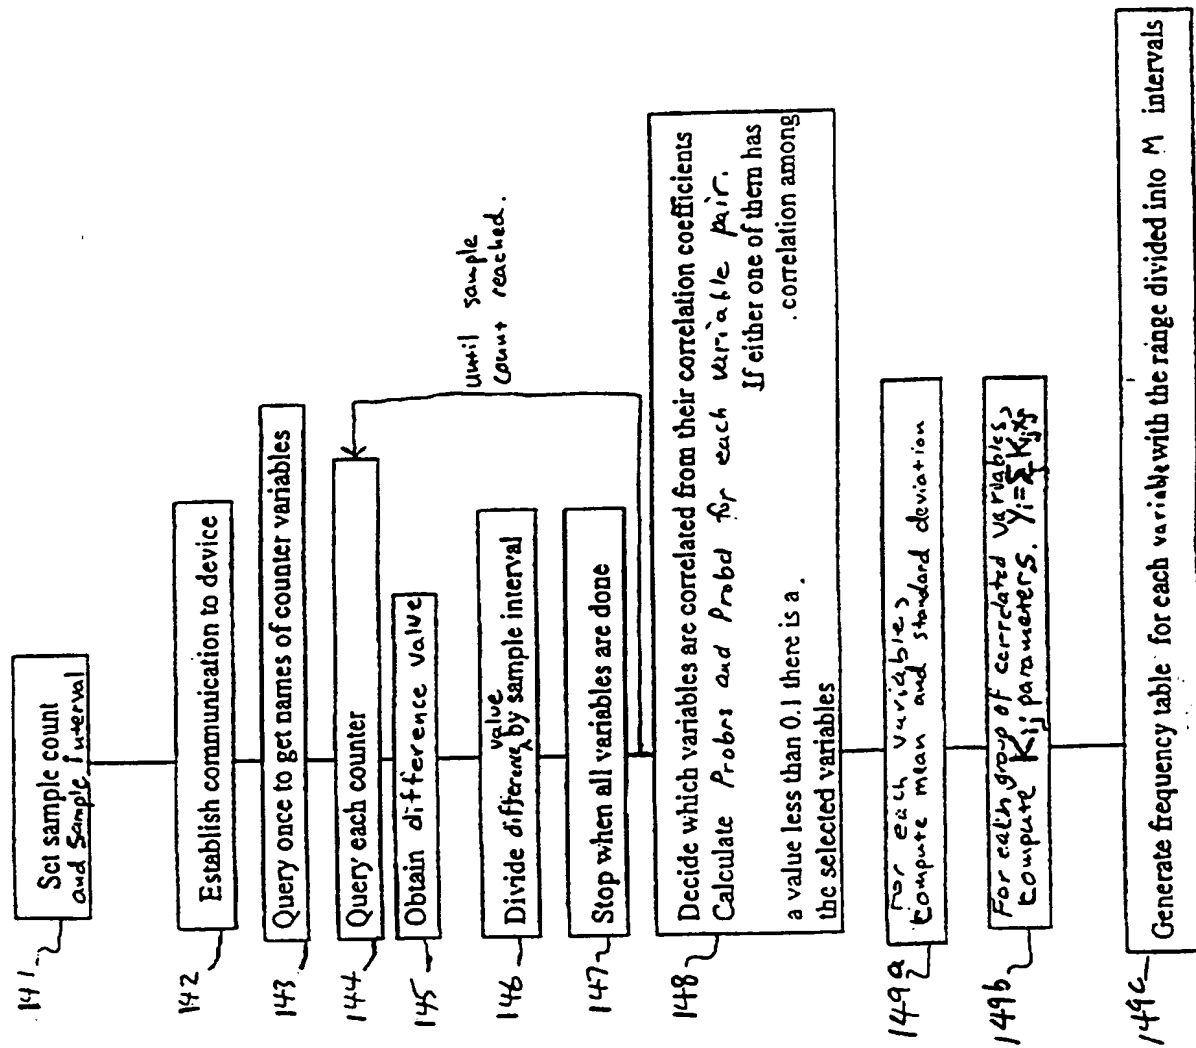 141
Set sample count
and sample interval
142
Establish communication to device
143
Query once to get names of counter variables
144
Query each counter
145
Obtain difference value
until sample
count reached.
146
value
Divide difference by sample interval
147
Stop when all variables are done
148
Decide which variables are correlated from their correlation coefficients
Calculate Probrs and Probd for each variable pair.
If either one of them has
a value less than 0.1 there is a . correlation among
the selected variables
149a
For each variable,
compute mean and standard deviation
149b
For each group of correlated variables,
compute Kij parameters. Yi=ΣKijXj
149c
Generate frequency table for each variable with the range divided into M intervals